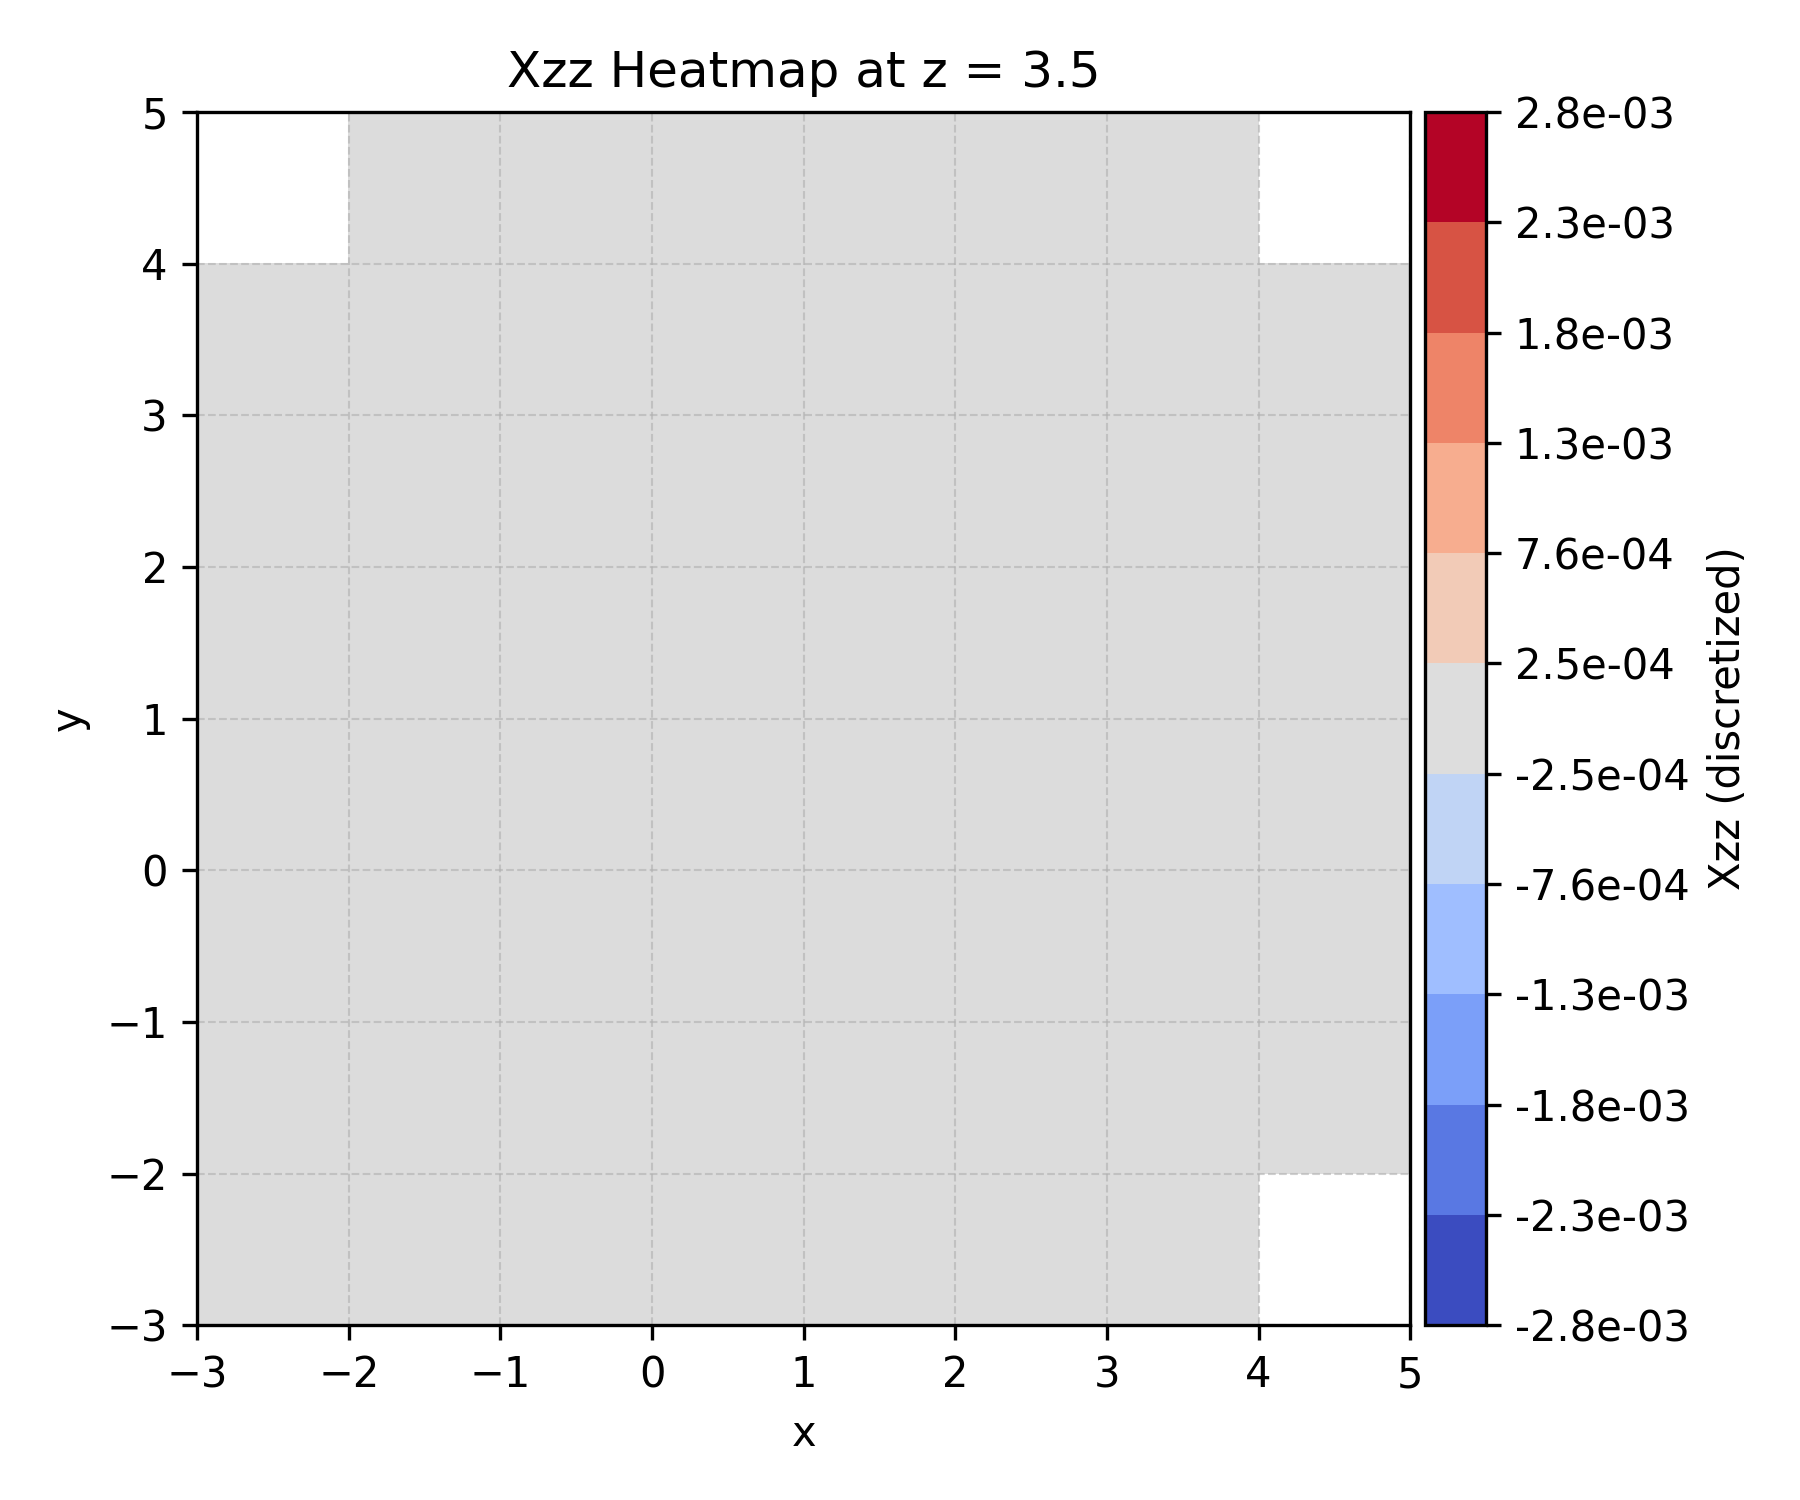 Xzz Heatmap at z = 3.5
5
4
3
2
1
0
−1
−2
−3
y
−3 −2 −1 0 1 2 3 4 5
x
2.8e-03
2.3e-03
1.8e-03
1.3e-03
7.6e-04
2.5e-04
-2.5e-04
-7.6e-04
-1.3e-03
-1.8e-03
-2.3e-03
-2.8e-03
Xzz (discretized)